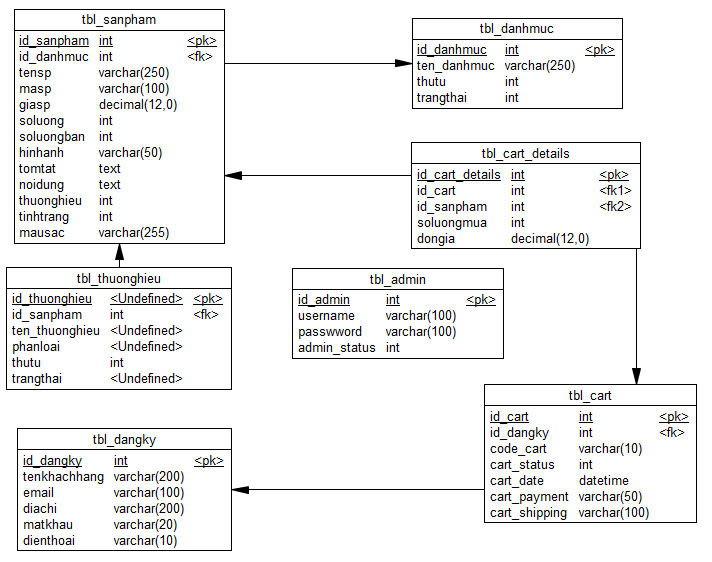 tbl_sanpham
id_sanpham int <pk>
id_danhmuc int <fk>
tensp varchar(250)
masp varchar(100)
giasp decimal(12,0)
soluong int
soluongban int
hinhanh varchar(50)
tomtat text
noidung text
thuonghieu int
tinhtrang int
mausac varchar(255)
tbl_danhmuc
id_danhmuc int <pk>
ten_danhmuc varchar(250)
thutu int
trangthai int
tbl_cart_details
id_cart_details int <pk>
id_cart int <fk1>
id_sanpham int <fk2>
soluongmua int
dongia decimal(12,0)
tbl_thuonghieu
id_thuonghieu <Undefined> <pk>
id_sanpham int <fk>
ten_thuonghieu <Undefined>
phanloai <Undefined>
thutu int
trangthai <Undefined>
tbl_admin
id_admin int <pk>
username varchar(100)
passwword varchar(100)
admin_status int
tbl_cart
id_cart int <pk>
id_dangky int <fk>
code_cart varchar(10)
cart_status int
cart_date datetime
cart_payment varchar(50)
cart_shipping varchar(100)
tbl_dangky
id_dangky int <pk>
tenkhachhang varchar(200)
email varchar(100)
diachi varchar(200)
matkhau varchar(20)
dienthoai varchar(10)